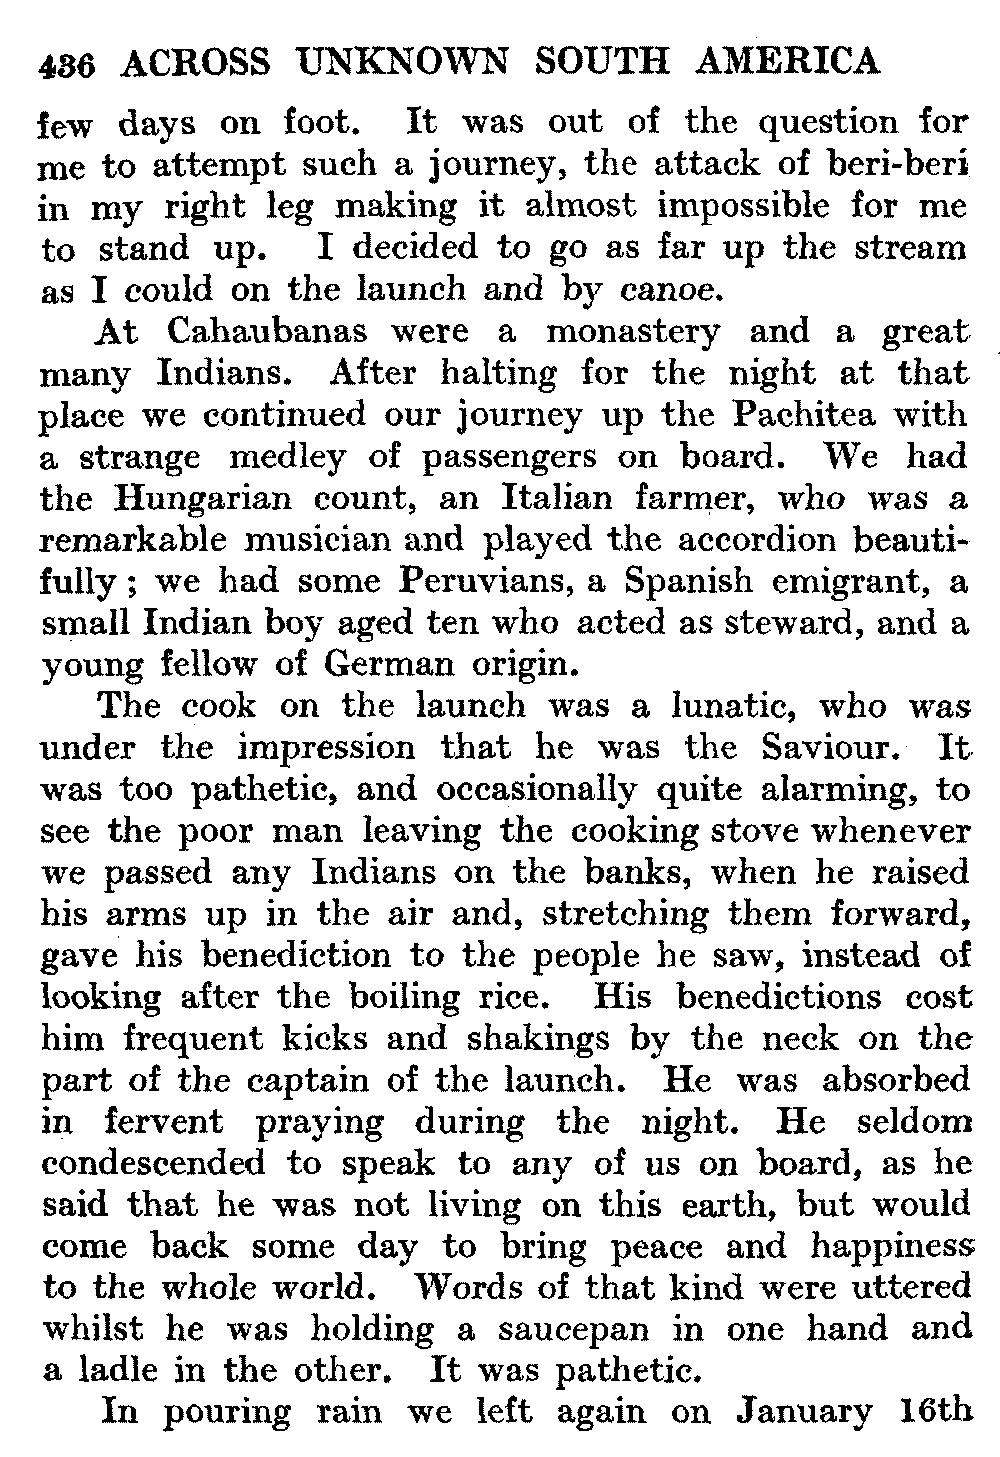 436 ACROSS UNKNOWN SOUTH AMERICA
few days on foot. It was out of the question for
me to attempt such a journey, the attack of beri-beri
in my right leg making it almost impossible for me
to stand up. I decided to go as far up the stream
as I could on the launch and by canoe.
At Cahaubanas were a monastery and a great
many Indians. After halting for the night at that
place we continued our journey up the Pachitea with
a strange medley of passengers on board. We had
the Hungarian count, an Italian farmer, who was a
remarkable musician and played the accordion beauti-
fully; we had some Peruvians, a Spanish emigrant, a
small Indian boy aged ten who acted as steward, and a
young fellow of German origin.
The cook on the launch was a lunatic, who was
under the impression that he was the Saviour. It
was too pathetic, and occasionally quite alarming, to
see the poor man leaving the cooking stove whenever
we passed any Indians on the banks, when he raised
his arms up in the air and, stretching them forward,
gave his benediction to the people he saw, instead of
looking after the boiling rice. His benedictions cost
him frequent kicks and shakings by the neck on the
part of the captain of the launch. He was absorbed
in fervent praying during the night. He seldom
condescended to speak to any of us on board, as he
said that he was not living on this earth, but would
come back some day to bring peace and happiness
to the whole world. Words of that kind were uttered
whilst he was holding a saucepan in one hand and
a ladle in the other. It was pathetic.
In pouring rain we left again on January 16th